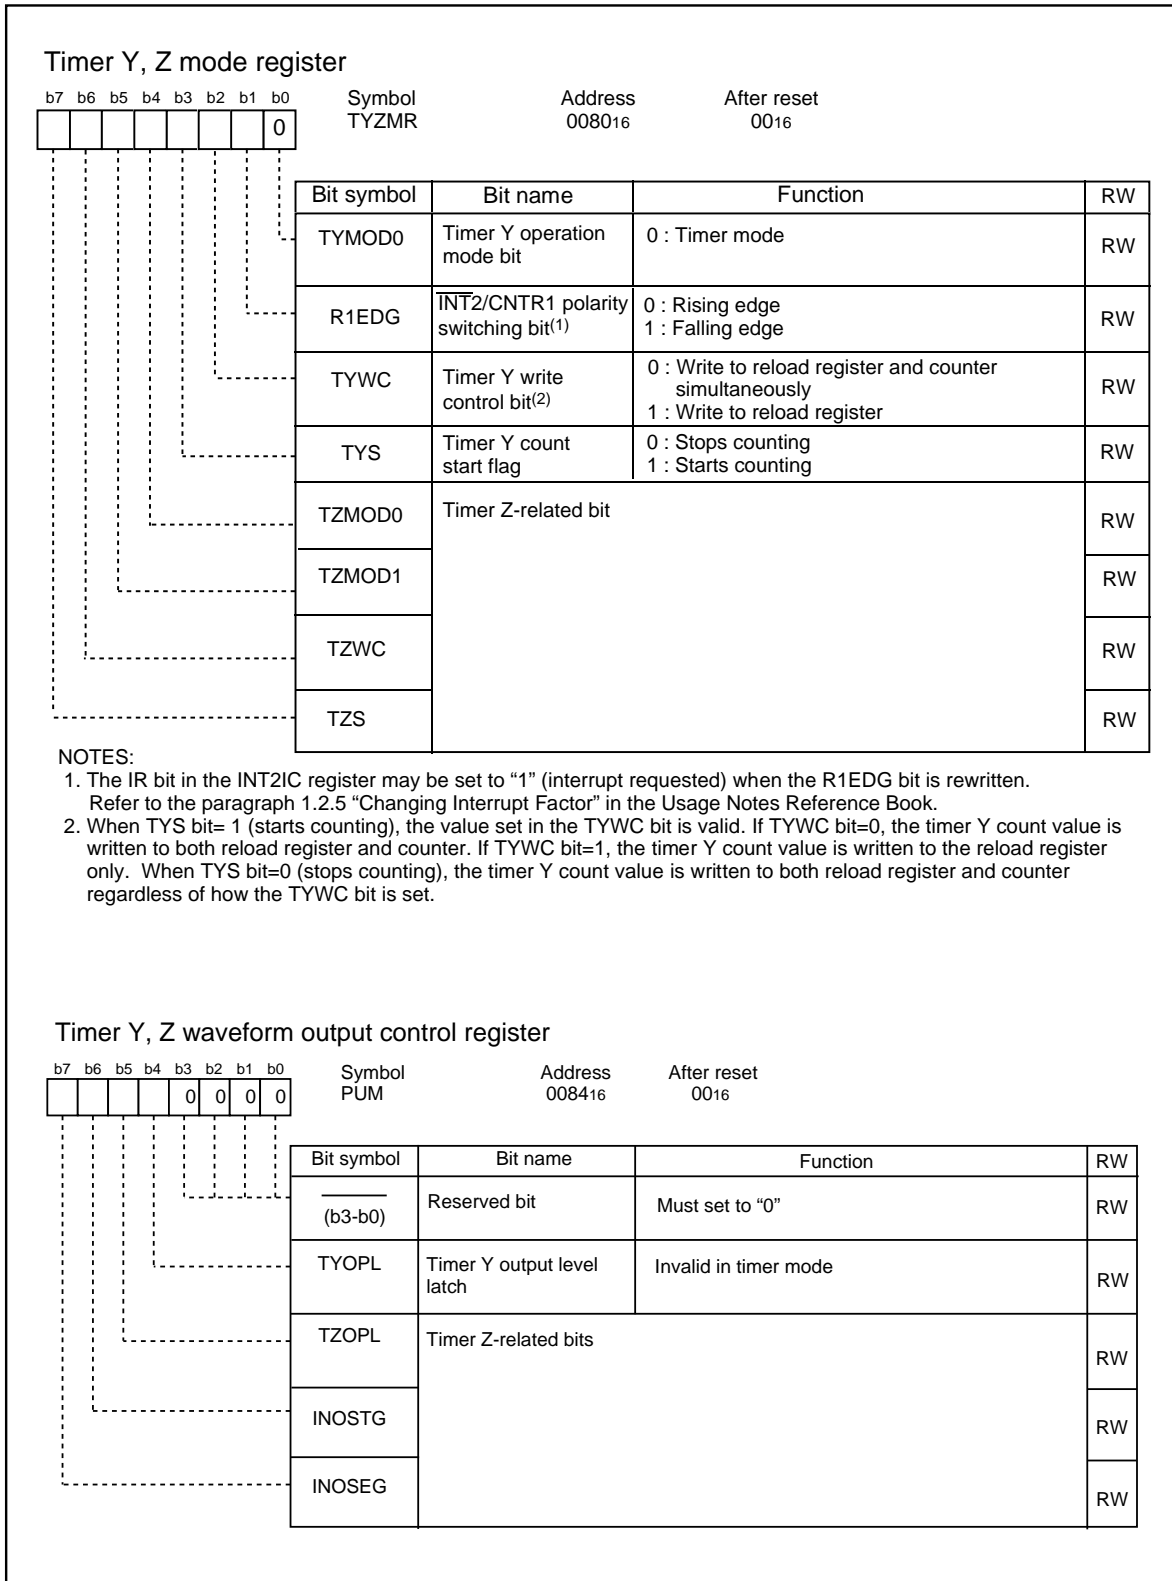 Timer Y, Z mode register
b7 b6 b5 b4 b3 b2 b1 b0 Symbol Address After reset
0 TYZMR 008016 0016
Bit symbol Bit name Function RW
TYMOD0 Timer Y operation mode bit 0 : Timer mode RW
R1EDG INT2/CNTR1 polarity switching bit(1) 0 : Rising edge
1 : Falling edge RW
TYWC Timer Y write control bit(2) 0 : Write to reload register and counter simultaneously
1 : Write to reload register RW
TYS Timer Y count start flag 0 : Stops counting
1 : Starts counting RW
TZMOD0 Timer Z-related bit RW
TZMOD1 RW
TZWC RW
TZS RW
NOTES:
1. The IR bit in the INT2IC register may be set to “1” (interrupt requested) when the R1EDG bit is rewritten.
Refer to the paragraph 1.2.5 “Changing Interrupt Factor” in the Usage Notes Reference Book.
2. When TYS bit= 1 (starts counting), the value set in the TYWC bit is valid. If TYWC bit=0, the timer Y count value is
written to both reload register and counter. If TYWC bit=1, the timer Y count value is written to the reload register
only. When TYS bit=0 (stops counting), the timer Y count value is written to both reload register and counter
regardless of how the TYWC bit is set.
Timer Y, Z waveform output control register
b7 b6 b5 b4 b3 b2 b1 b0 Symbol Address After reset
0 0 0 0 PUM 008416 0016
Bit symbol Bit name Function RW
(b3-b0) Reserved bit Must set to “0” RW
TYOPL Timer Y output level latch Invalid in timer mode RW
TZOPL Timer Z-related bits RW
INOSTG RW
INOSEG RW